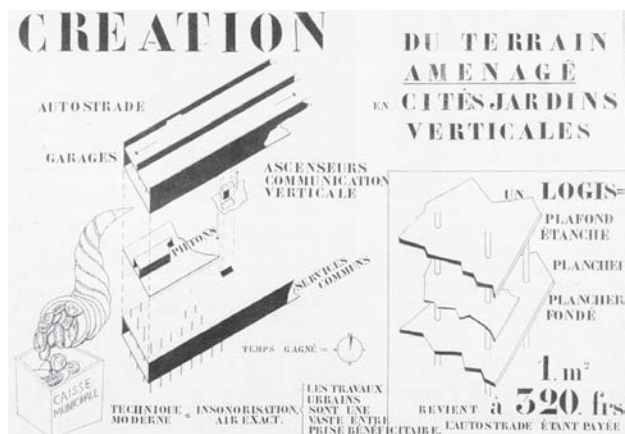 CREATION
DU TERRAIN
AMENAGÉ
EN CITÉS JARDINS
VERTICALES
AUTOSTRADE
GARAGES
ASCENSEURS
COMMUNICATION
VERTICALE
PIÉTONS
SERVICES COMMUNS
TEMPS GAGNÉ =
CAISSE
MUNICIPALE
TECHNIQUE
MODERNE =
INSONORISATION,
AIR EXACT.
LES TRAVAUX
URBAINS
SONT UNE
VASTE ENTRE
PRISE BÉNÉFICITAIRE.
UN LOGIS=
PLAFOND
ÉTANCHE
PLANCHER
PLANCHER
FONDÉ
1. m²
REVIENT à 320. frs
L'AUTOSTRADE ÉTANT PAYÉE